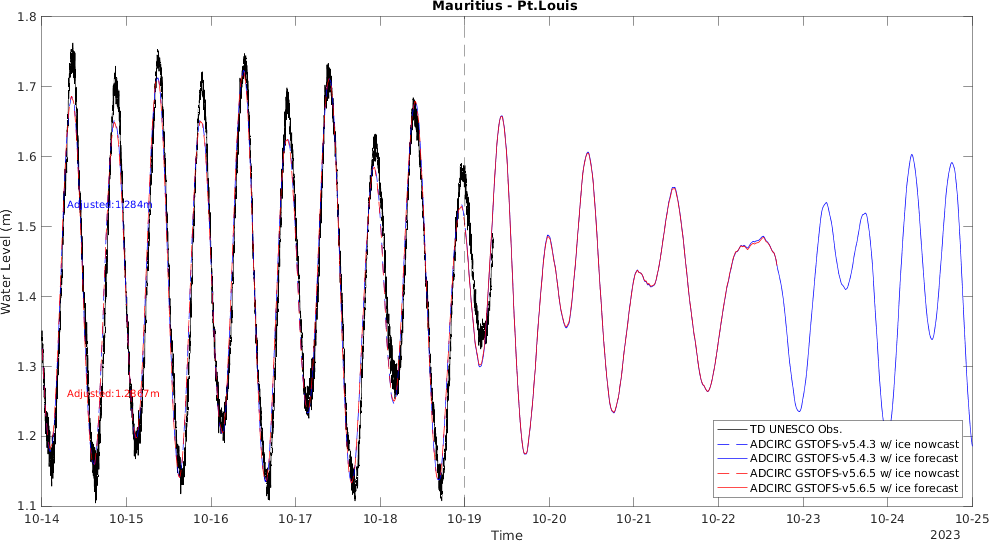 Mauritius - Pt.Louis
1.8
1.7
1.6
1.5
1.4
1.3
1.2
1.1
Water Level (m)
Adjusted:1.284m
Adjusted:1.2867m
TD UNESCO Obs.
ADCIRC GSTOFS-v5.4.3 w/ ice nowcast
ADCIRC GSTOFS-v5.4.3 w/ ice forecast
ADCIRC GSTOFS-v5.6.5 w/ ice nowcast
ADCIRC GSTOFS-v5.6.5 w/ ice forecast
10-14 10-15 10-16 10-17 10-18 10-19 10-20 10-21 10-22 10-23 10-24 10-25
Time
2023